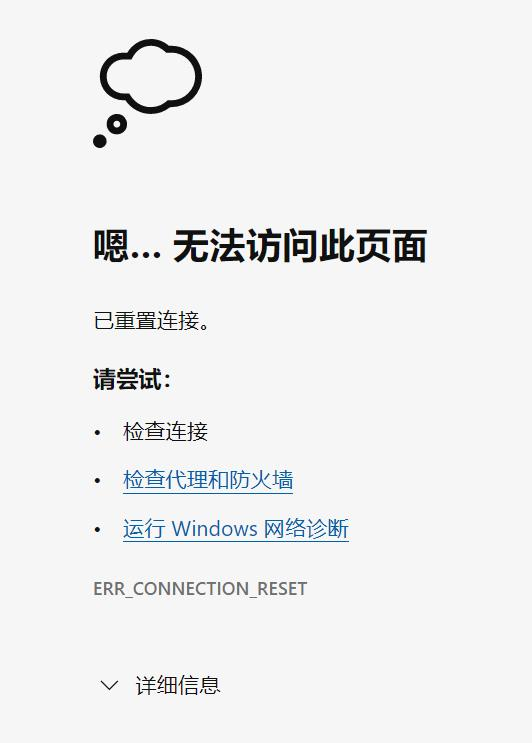 嗯… 无法访问此页面
已重置连接。
请尝试：
• 检查连接
• 检查代理和防火墙
• 运行 Windows 网络诊断
ERR_CONNECTION_RESET
详细信息